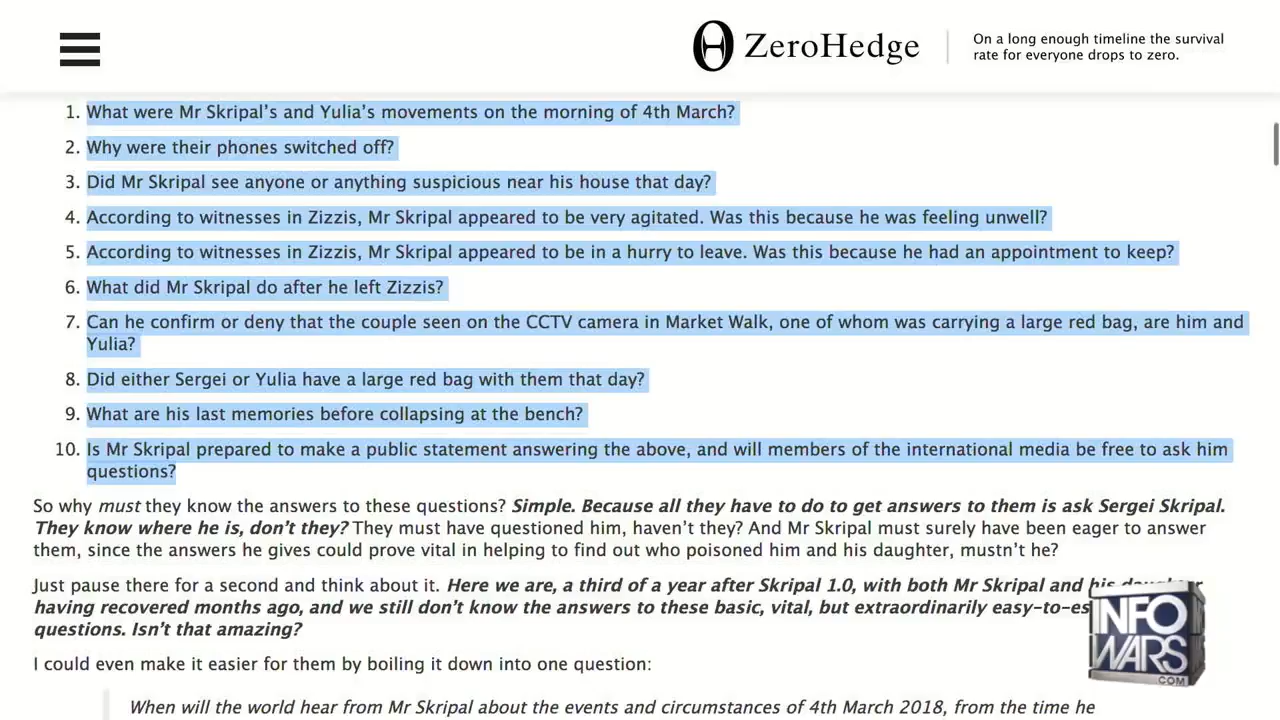 ZeroHedge
On a long enough timeline the survival
rate for everyone drops to zero.
1. What were Mr Skripal's and Yulia's movements on the morning of 4th March?
2. Why were their phones switched off?
3. Did Mr Skripal see anyone or anything suspicious near his house that day?
4. According to witnesses in Zizzis, Mr Skripal appeared to be very agitated. Was this because he was feeling unwell?
5. According to witnesses in Zizzis, Mr Skripal appeared to be in a hurry to leave. Was this because he had an appointment to keep?
6. What did Mr Skripal do after he left Zizzis?
7. Can he confirm or deny that the couple seen on the CCTV camera in Market Walk, one of whom was carrying a large red bag, are him and
Yulia?
8. Did either Sergei or Yulia have a large red bag with them that day?
9. What are his last memories before collapsing at the bench?
10. Is Mr Skripal prepared to make a public statement answering the above, and will members of the international media be free to ask him
questions?
So why must they know the answers to these questions? Simple. Because all they have to do to get answers to them is ask Sergei Skripal.
They know where he is, don't they? They must have questioned him, haven't they? And Mr Skripal must surely have been eager to answer
them, since the answers he gives could prove vital in helping to find out who poisoned him and his daughter, mustn't he?
Just pause there for a second and think about it. Here we are, a third of a year after Skripal 1.0, with both Mr Skripal and his daughter
having recovered months ago, and we still don't know the answers to these basic, vital, but extraordinarily easy-to-es
questions. Isn't that amazing?
I could even make it easier for them by boiling it down into one question:
When will the world hear from Mr Skripal about the events and circumstances of 4th March 2018, from the time he
INFO
WARS
.COM